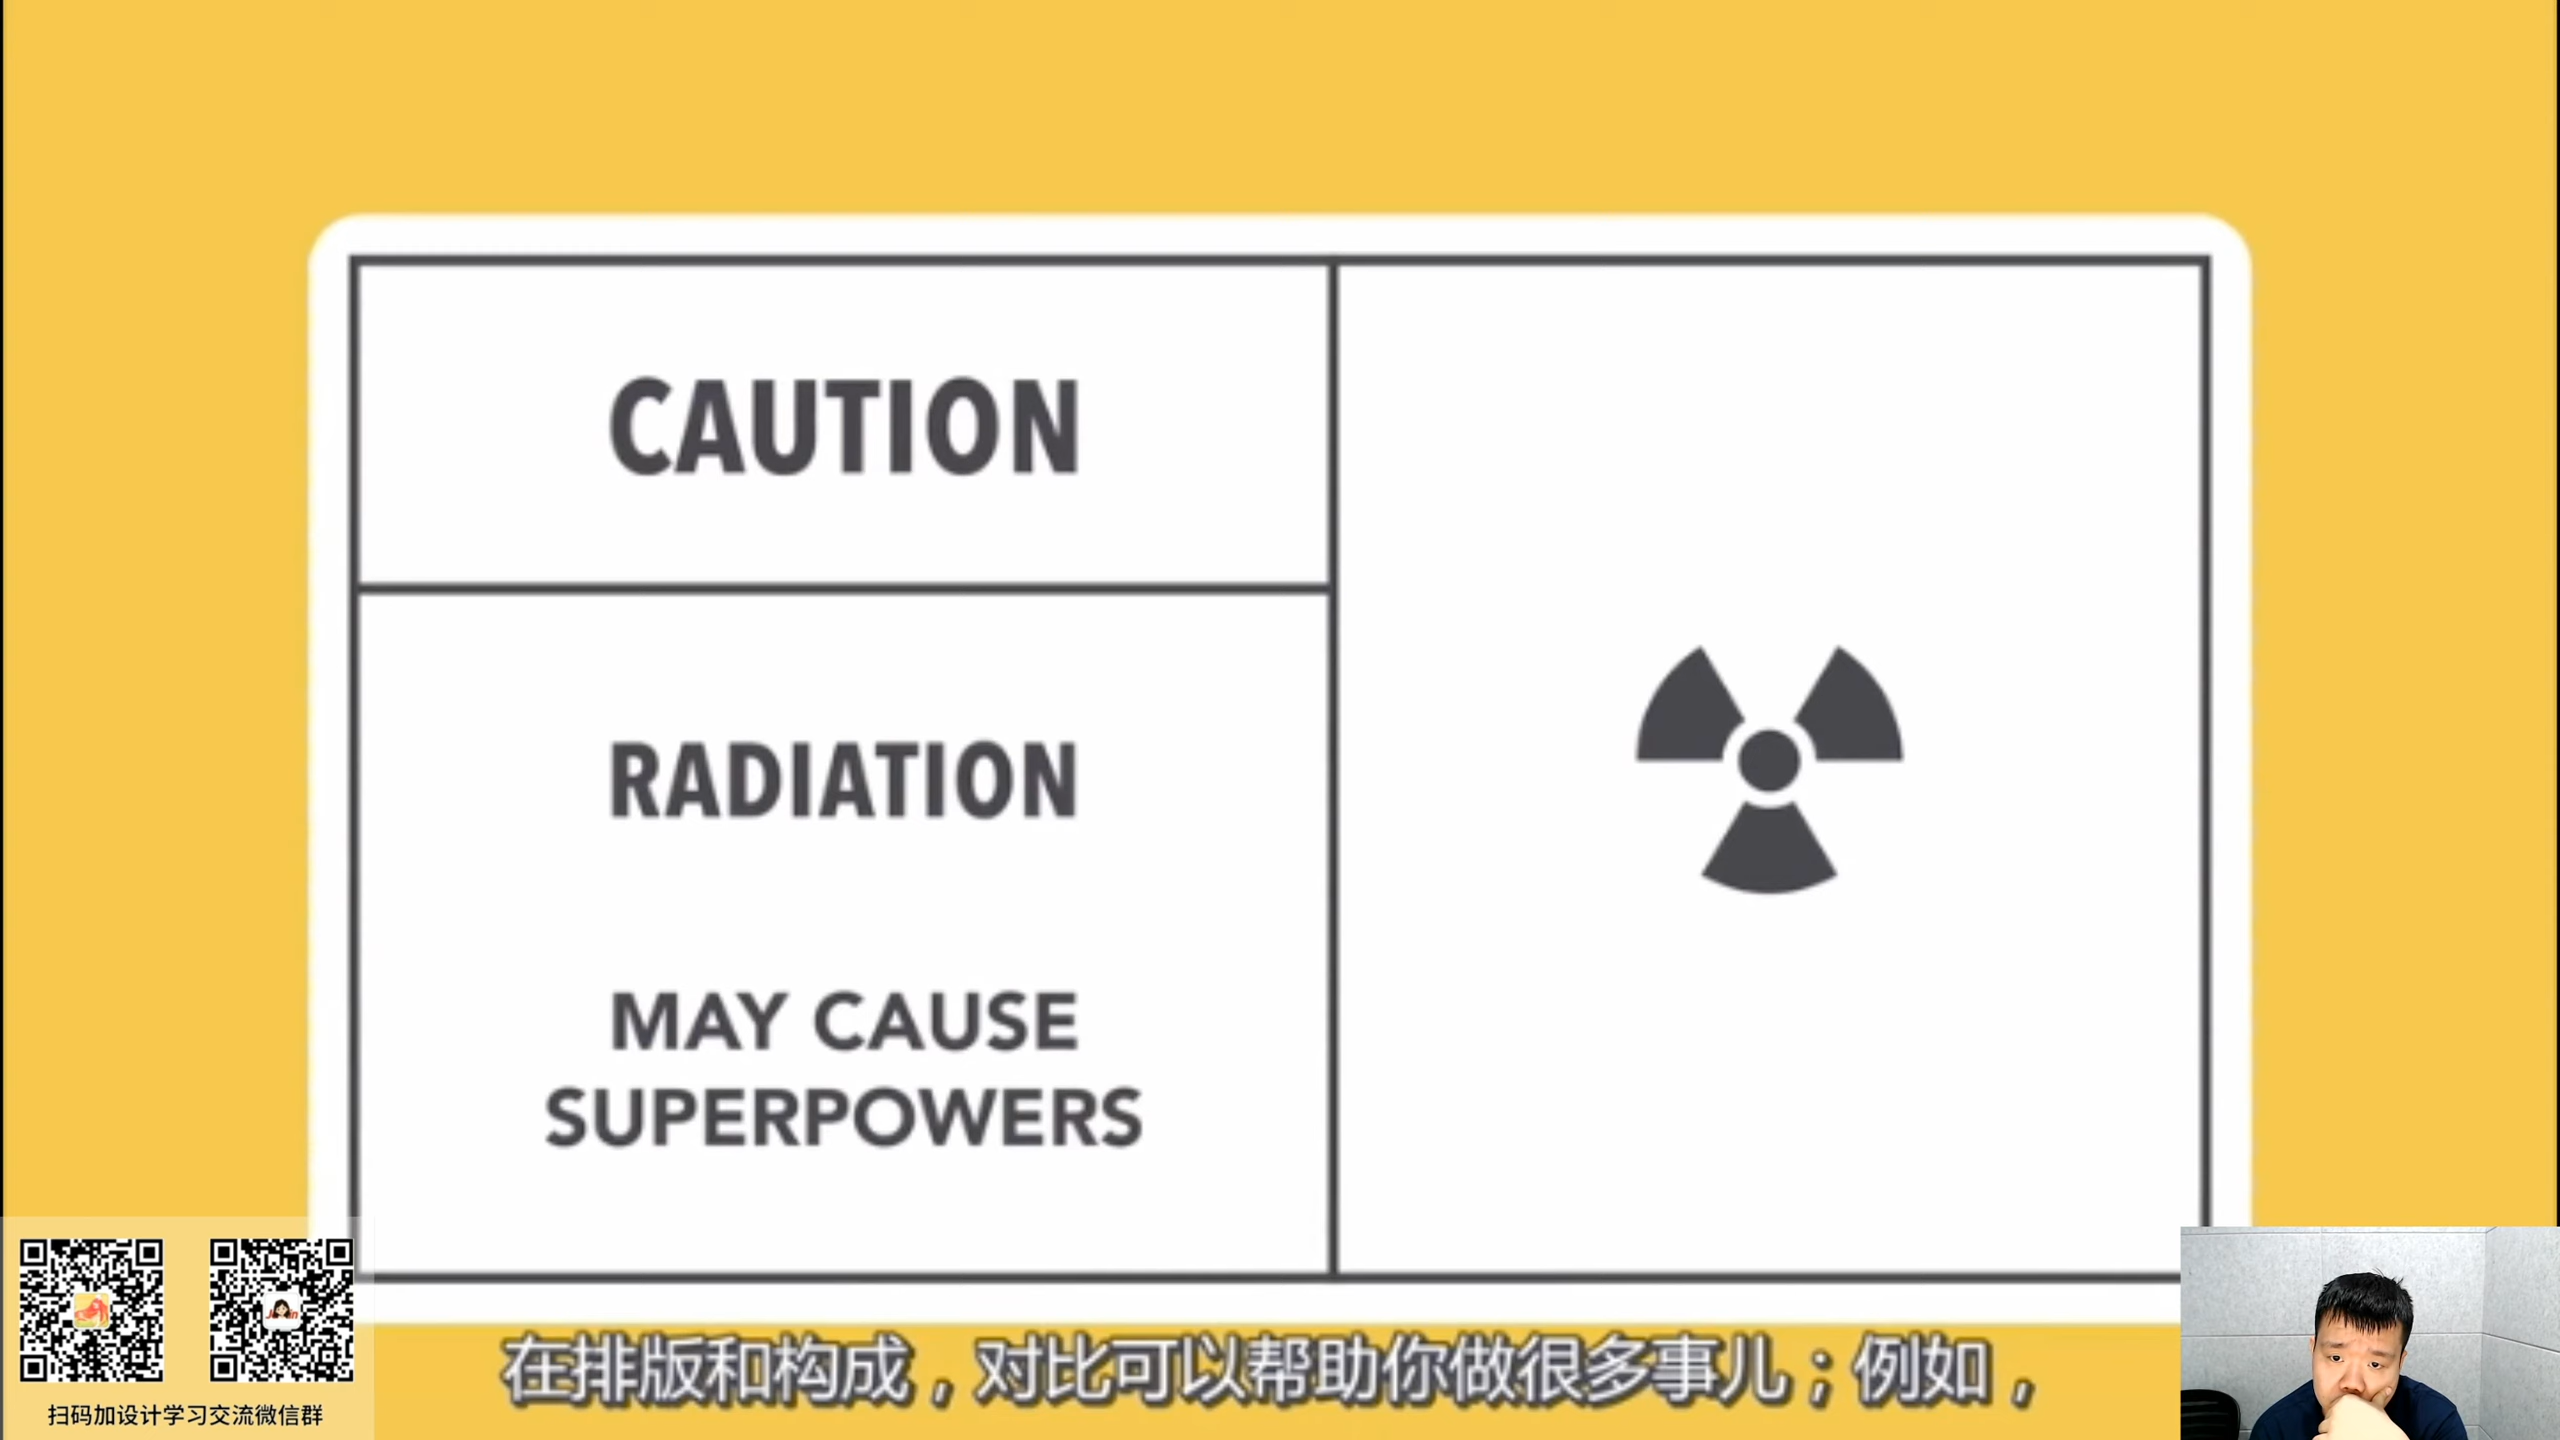 CAUTION
RADIATION
MAY CAUSE
SUPERPOWERS
在排版和构成，对比可以帮助你做很多事儿；例如，
扫码加设计学习交流微信群